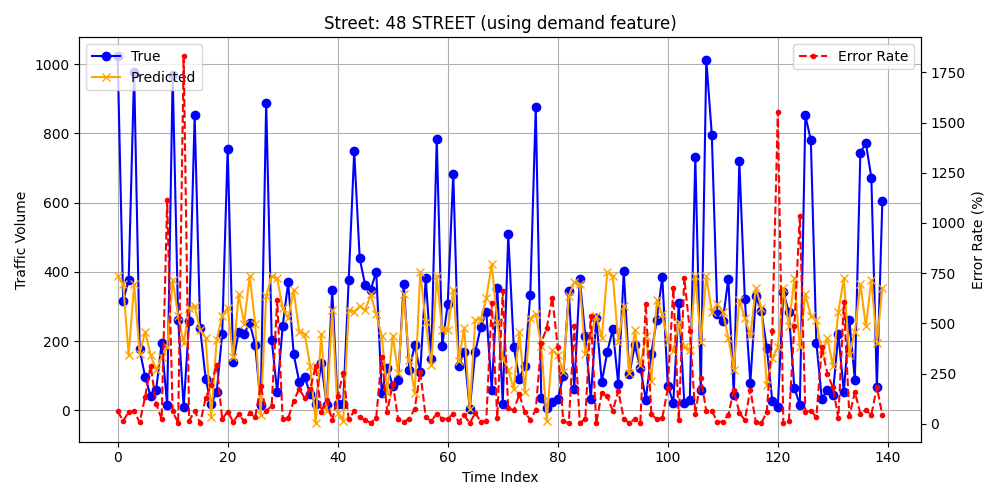 Street: 48 STREET (using demand feature)
True
Predicted
Error Rate
Traffic Volume
1000
800
600
400
200
0
1750
1500
1250
1000
750
500
250
0
Error Rate (%)
0 20 40 60 80 100 120 140
Time Index